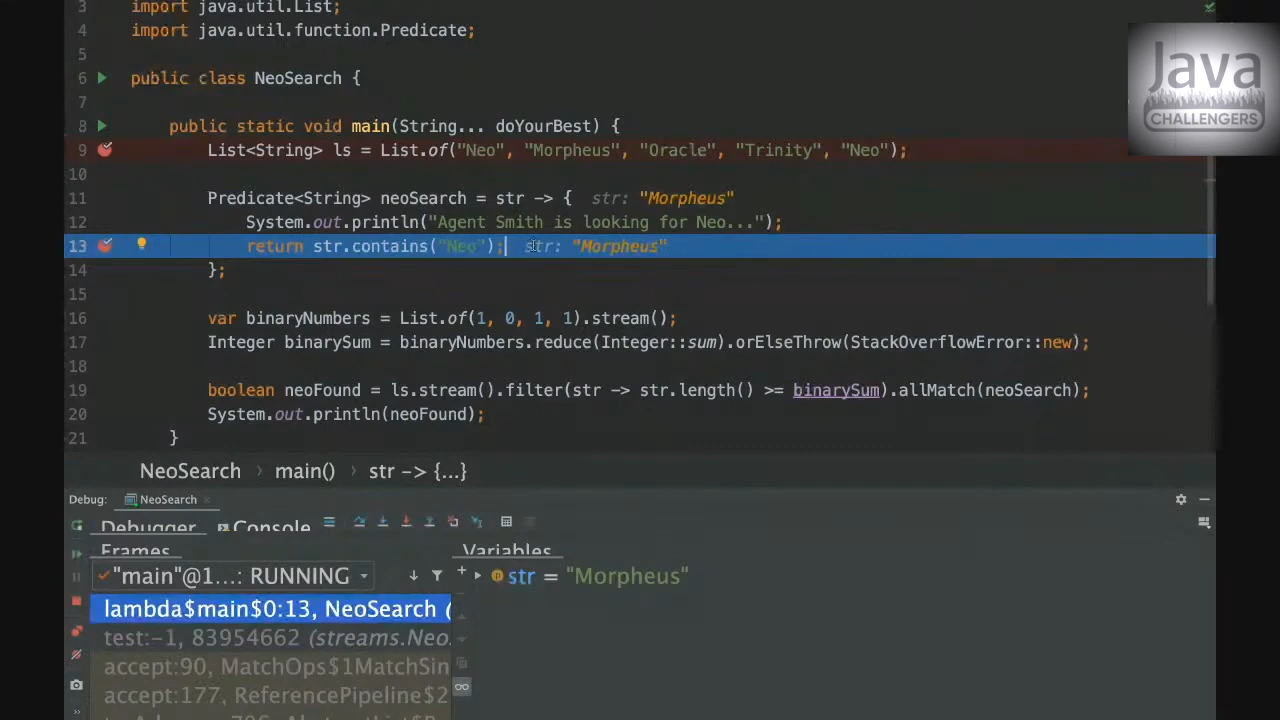 3 import java.util.List;
4 import java.util.function.Predicate;
5
6 public class NeoSearch {
7
8 public static void main(String... doYourBest) {
9 List<String> ls = List.of("Neo", "Morpheus", "Oracle", "Trinity", "Neo");
10
11 Predicate<String> neoSearch = str -> { str: "Morpheus"
12 System.out.println("Agent Smith is looking for Neo...");
13 return str.contains("Neo"); str: "Morpheus"
14 };
15
16 var binaryNumbers = List.of(1, 0, 1, 1).stream();
17 Integer binarySum = binaryNumbers.reduce(Integer::sum).orElseThrow(StackOverflowError::new);
18
19 boolean neoFound = ls.stream().filter(str -> str.length() >= binarySum).allMatch(neoSearch);
20 System.out.println(neoFound);
21 }
Java
CHALLENGERS
NeoSearch > main() > str -> {...}
Debug: NeoSearch ×
Debugger Console
Frames Variables
"main"@1...: RUNNING
str = "Morpheus"
lambda$main$0:13, NeoSearch (
test:-1, 83954662 (streams.Neo.
accept:90, MatchOps$1MatchSin
accept:177, ReferencePipeline$2